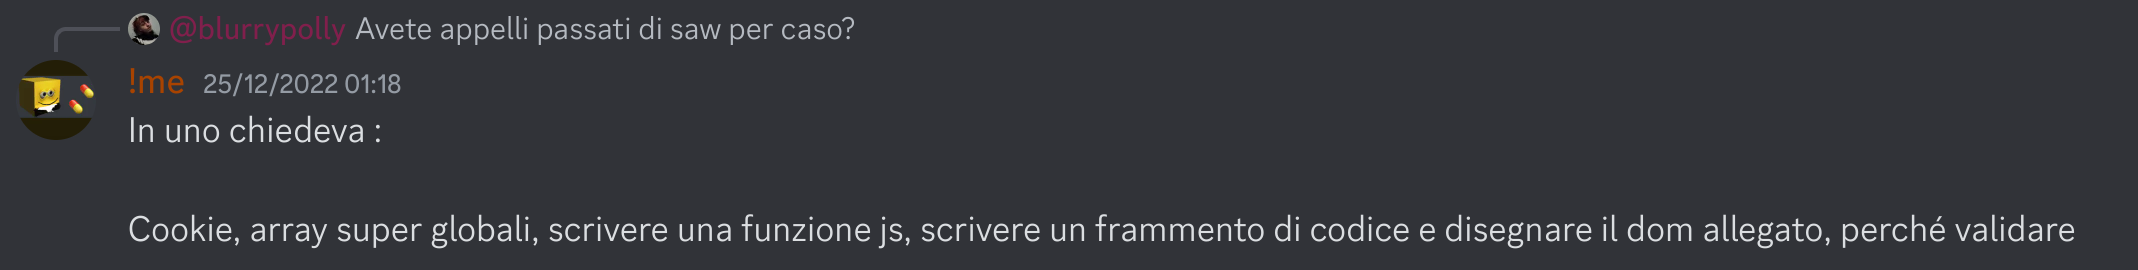 @blurrypolly Avete appelli passati di saw per caso?
!me 25/12/2022 01:18
In uno chiedeva :
Cookie, array super globali, scrivere una funzione js, scrivere un frammento di codice e disegnare il dom allegato, perché validare